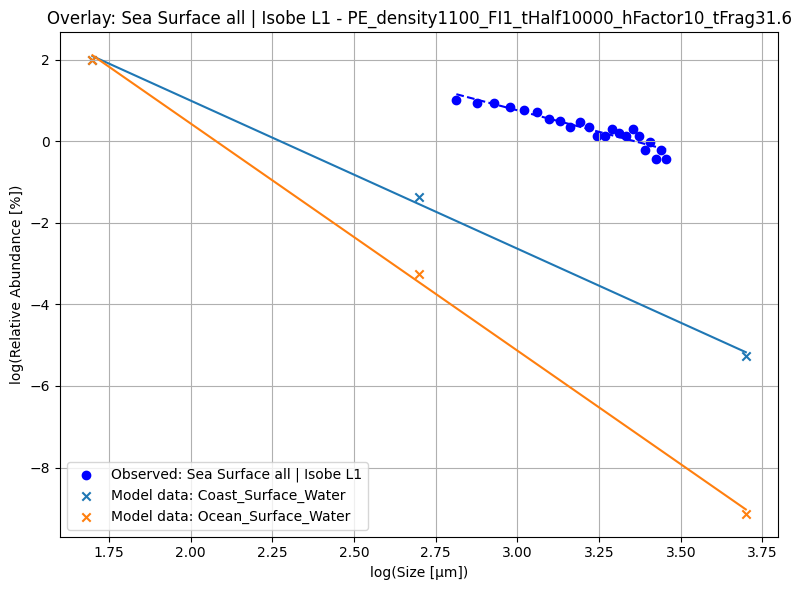 Overlay: Sea Surface all | Isobe L1 - PE_density1100_FI1_tHalf10000_hFactor10_tFrag31.6
log(Relative Abundance [%])
2
0
−2
−4
−6
−8
Observed: Sea Surface all | Isobe L1
Model data: Coast_Surface_Water
Model data: Ocean_Surface_Water
1.75 2.00 2.25 2.50 2.75 3.00 3.25 3.50 3.75
log(Size [µm])